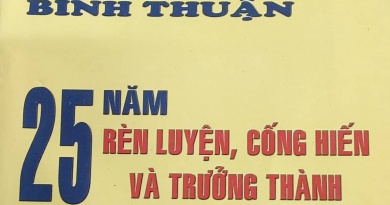 BÌNH THUẬN
25 NĂM
RÈN LUYỆN, CỐNG HIẾN
VÀ TRƯỞNG THÀNH